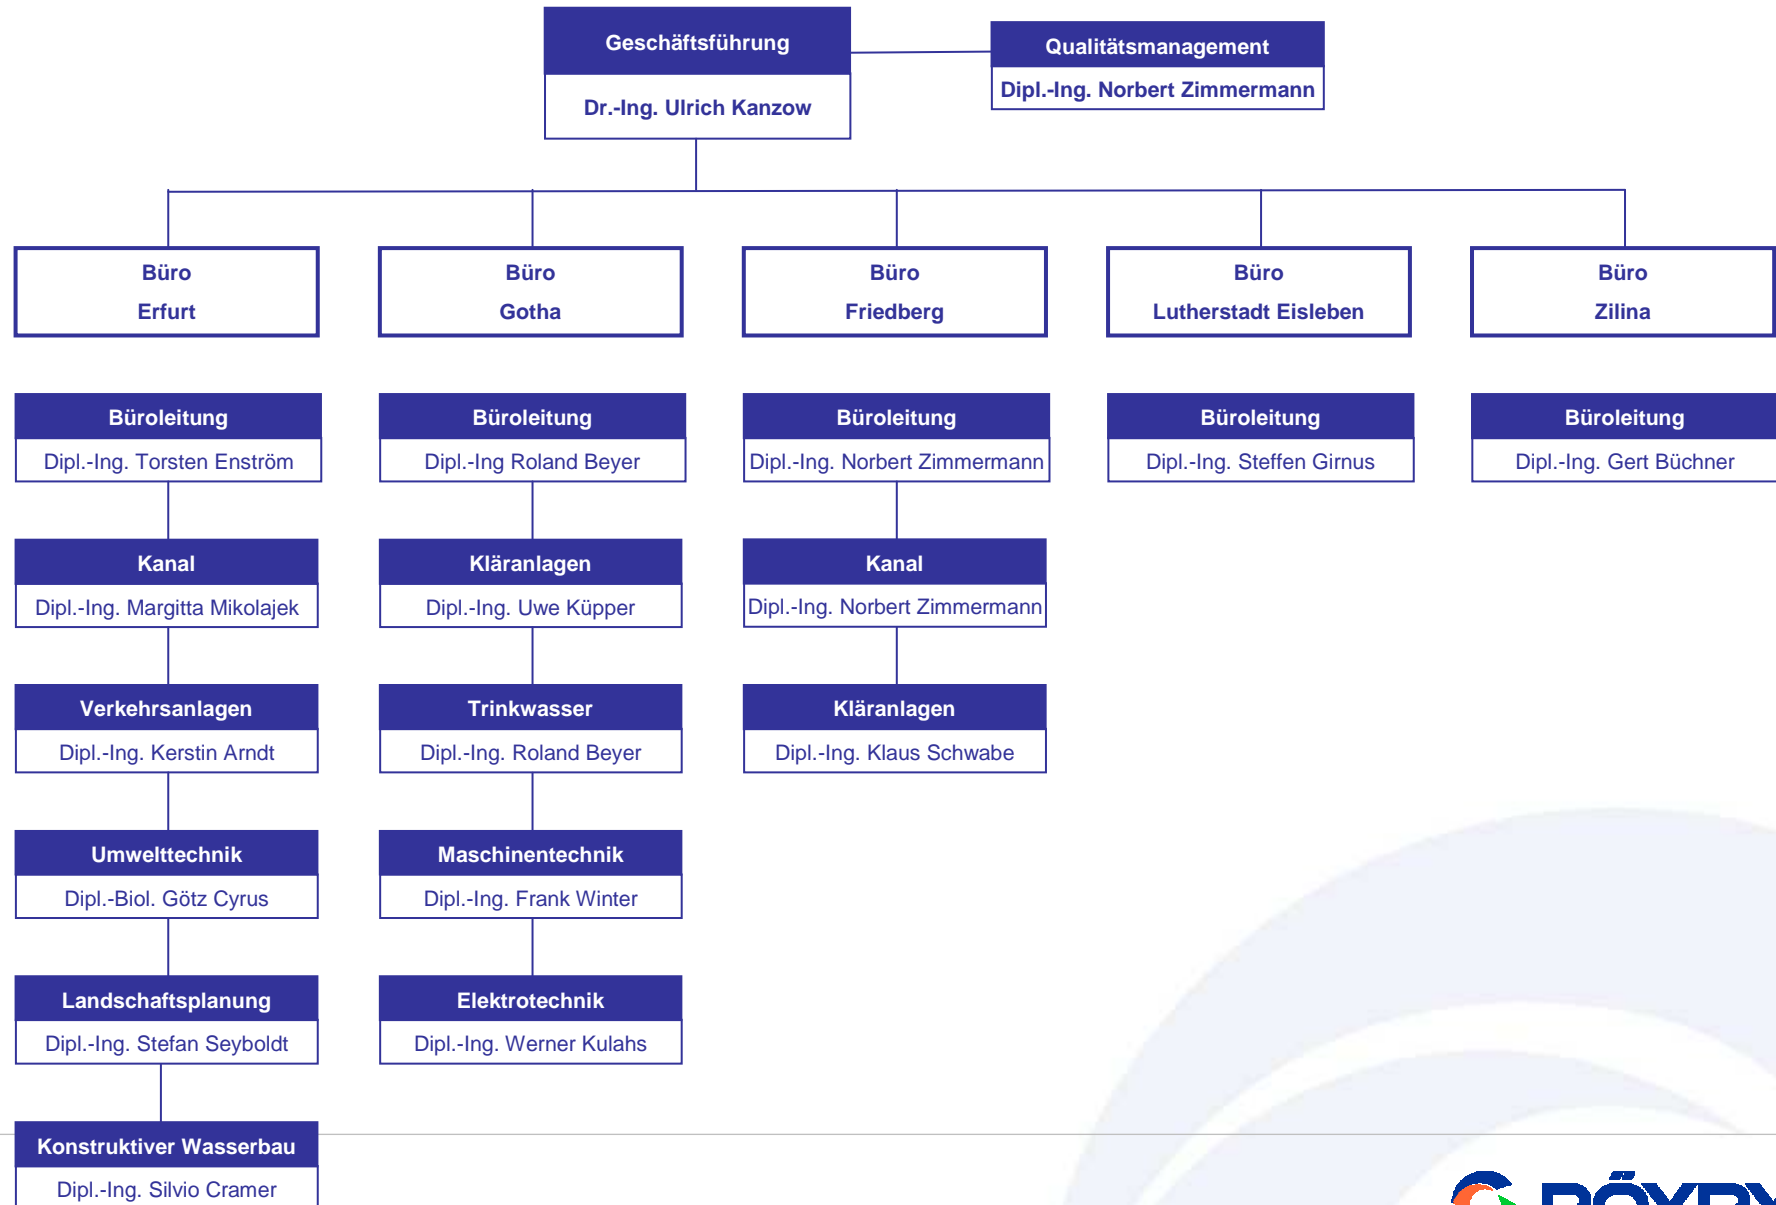 Geschäftsführung
Dr.-Ing. Ulrich Kanzow
Qualitätsmanagement
Dipl.-Ing. Norbert Zimmermann
Büro
Erfurt
Büro
Gotha
Büro
Friedberg
Büro
Lutherstadt Eisleben
Büro
Zilina
Büroleitung
Dipl.-Ing. Torsten Enström
Kanal
Dipl.-Ing. Margitta Mikolajek
Verkehrsanlagen
Dipl.-Ing. Kerstin Arndt
Umwelttechnik
Dipl.-Biol. Götz Cyrus
Landschaftsplanung
Dipl.-Ing. Stefan Seyboldt
Konstruktiver Wasserbau
Dipl.-Ing. Silvio Cramer
Büroleitung
Dipl.-Ing Roland Beyer
Kläranlagen
Dipl.-Ing. Uwe Küpper
Trinkwasser
Dipl.-Ing. Roland Beyer
Maschinentechnik
Dipl.-Ing. Frank Winter
Elektrotechnik
Dipl.-Ing. Werner Kulahs
Büroleitung
Dipl.-Ing. Norbert Zimmermann
Kanal
Dipl.-Ing. Norbert Zimmermann
Kläranlagen
Dipl.-Ing. Klaus Schwabe
Büroleitung
Dipl.-Ing. Steffen Girnus
Büroleitung
Dipl.-Ing. Gert Büchner
PÖYRY